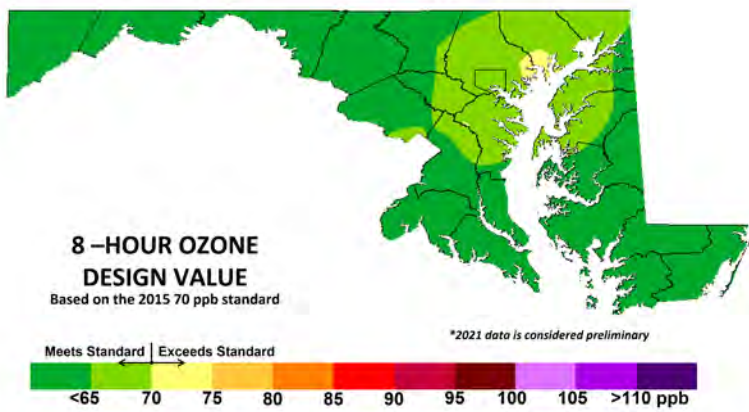 8 –HOUR OZONE
DESIGN VALUE
Based on the 2015 70 ppb standard
*2021 data is considered preliminary
Meets Standard Exceeds Standard
<65 70 75 80 85 90 95 100 105 >110 ppb